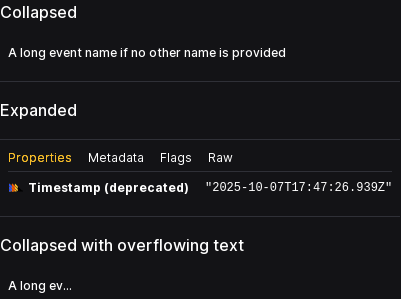 Collapsed
A long event name if no other name is provided
Expanded
Properties Metadata Flags Raw
Timestamp (deprecated) "2025-10-07T17:47:26.939Z"
Collapsed with overflowing text
A long ev...